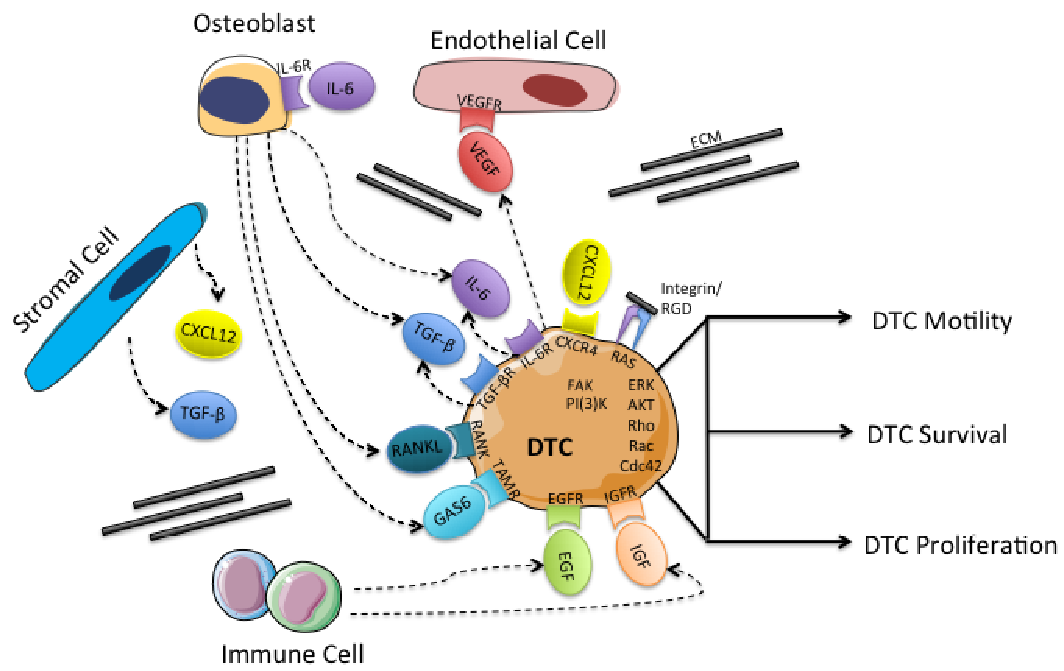 Osteoblast
IL-6R
IL-6
Endothelial Cell
VEGFR
VEGF
ECM
Stromal Cell
CXCL12
TGF-β
IL-6
TGF-β
CXCL12
Integrin/
RGD
IL-6R
CXCR4
RAS
TGF-βR
FAK
PI(3)K
ERK
AKT
Rho
Rac
Cdc42
DTC
RANKL
RANK
TAMR
GAS6
EGFR
IGFR
EGF
IGF
DTC Motility
DTC Survival
DTC Proliferation
Immune Cell